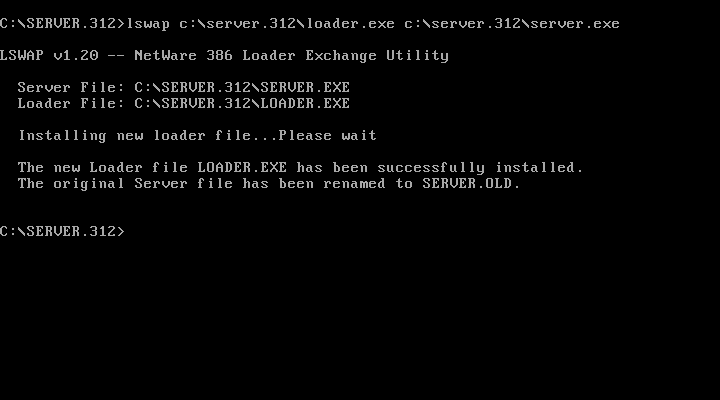 C:\SERVER.312>lswap c:\server.312\loader.exe c:\server.312\server.exe
LSWAP v1.20 -- NetWare 386 Loader Exchange Utility
Server File: C:\SERVER.312\SERVER.EXE
Loader File: C:\SERVER.312\LOADER.EXE
Installing new loader file...Please wait
The new Loader file LOADER.EXE has been successfully installed.
The original Server file has been renamed to SERVER.OLD.
C:\SERVER.312>